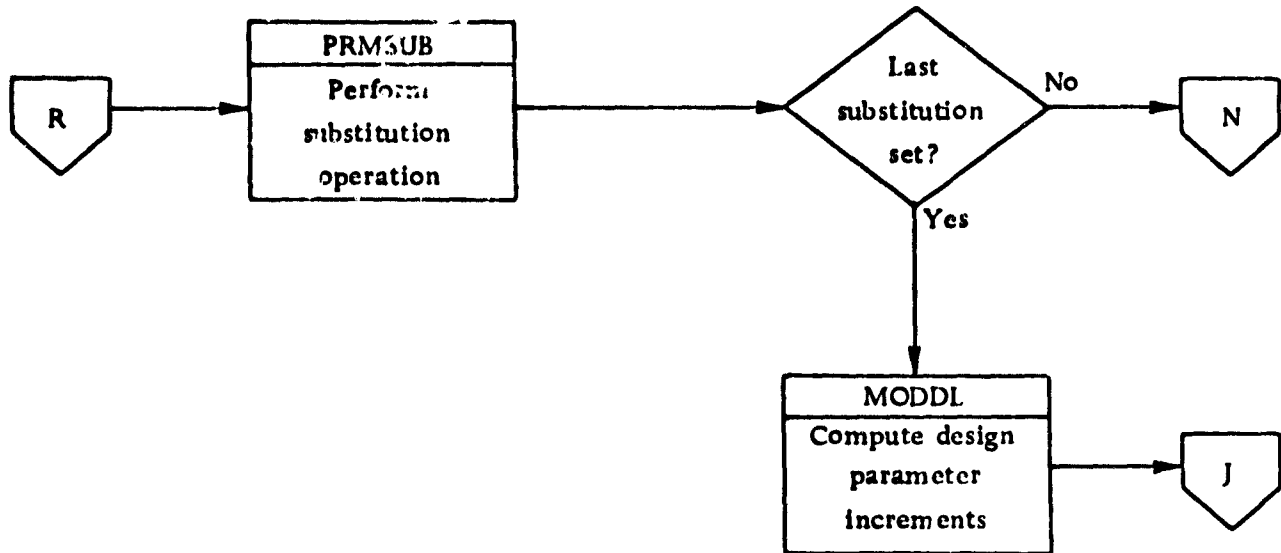 R
PRMSUB
Perform
substitution
operation
Last
substitution
set?
No
N
Yes
MODDL
Compute design
parameter
increments
J